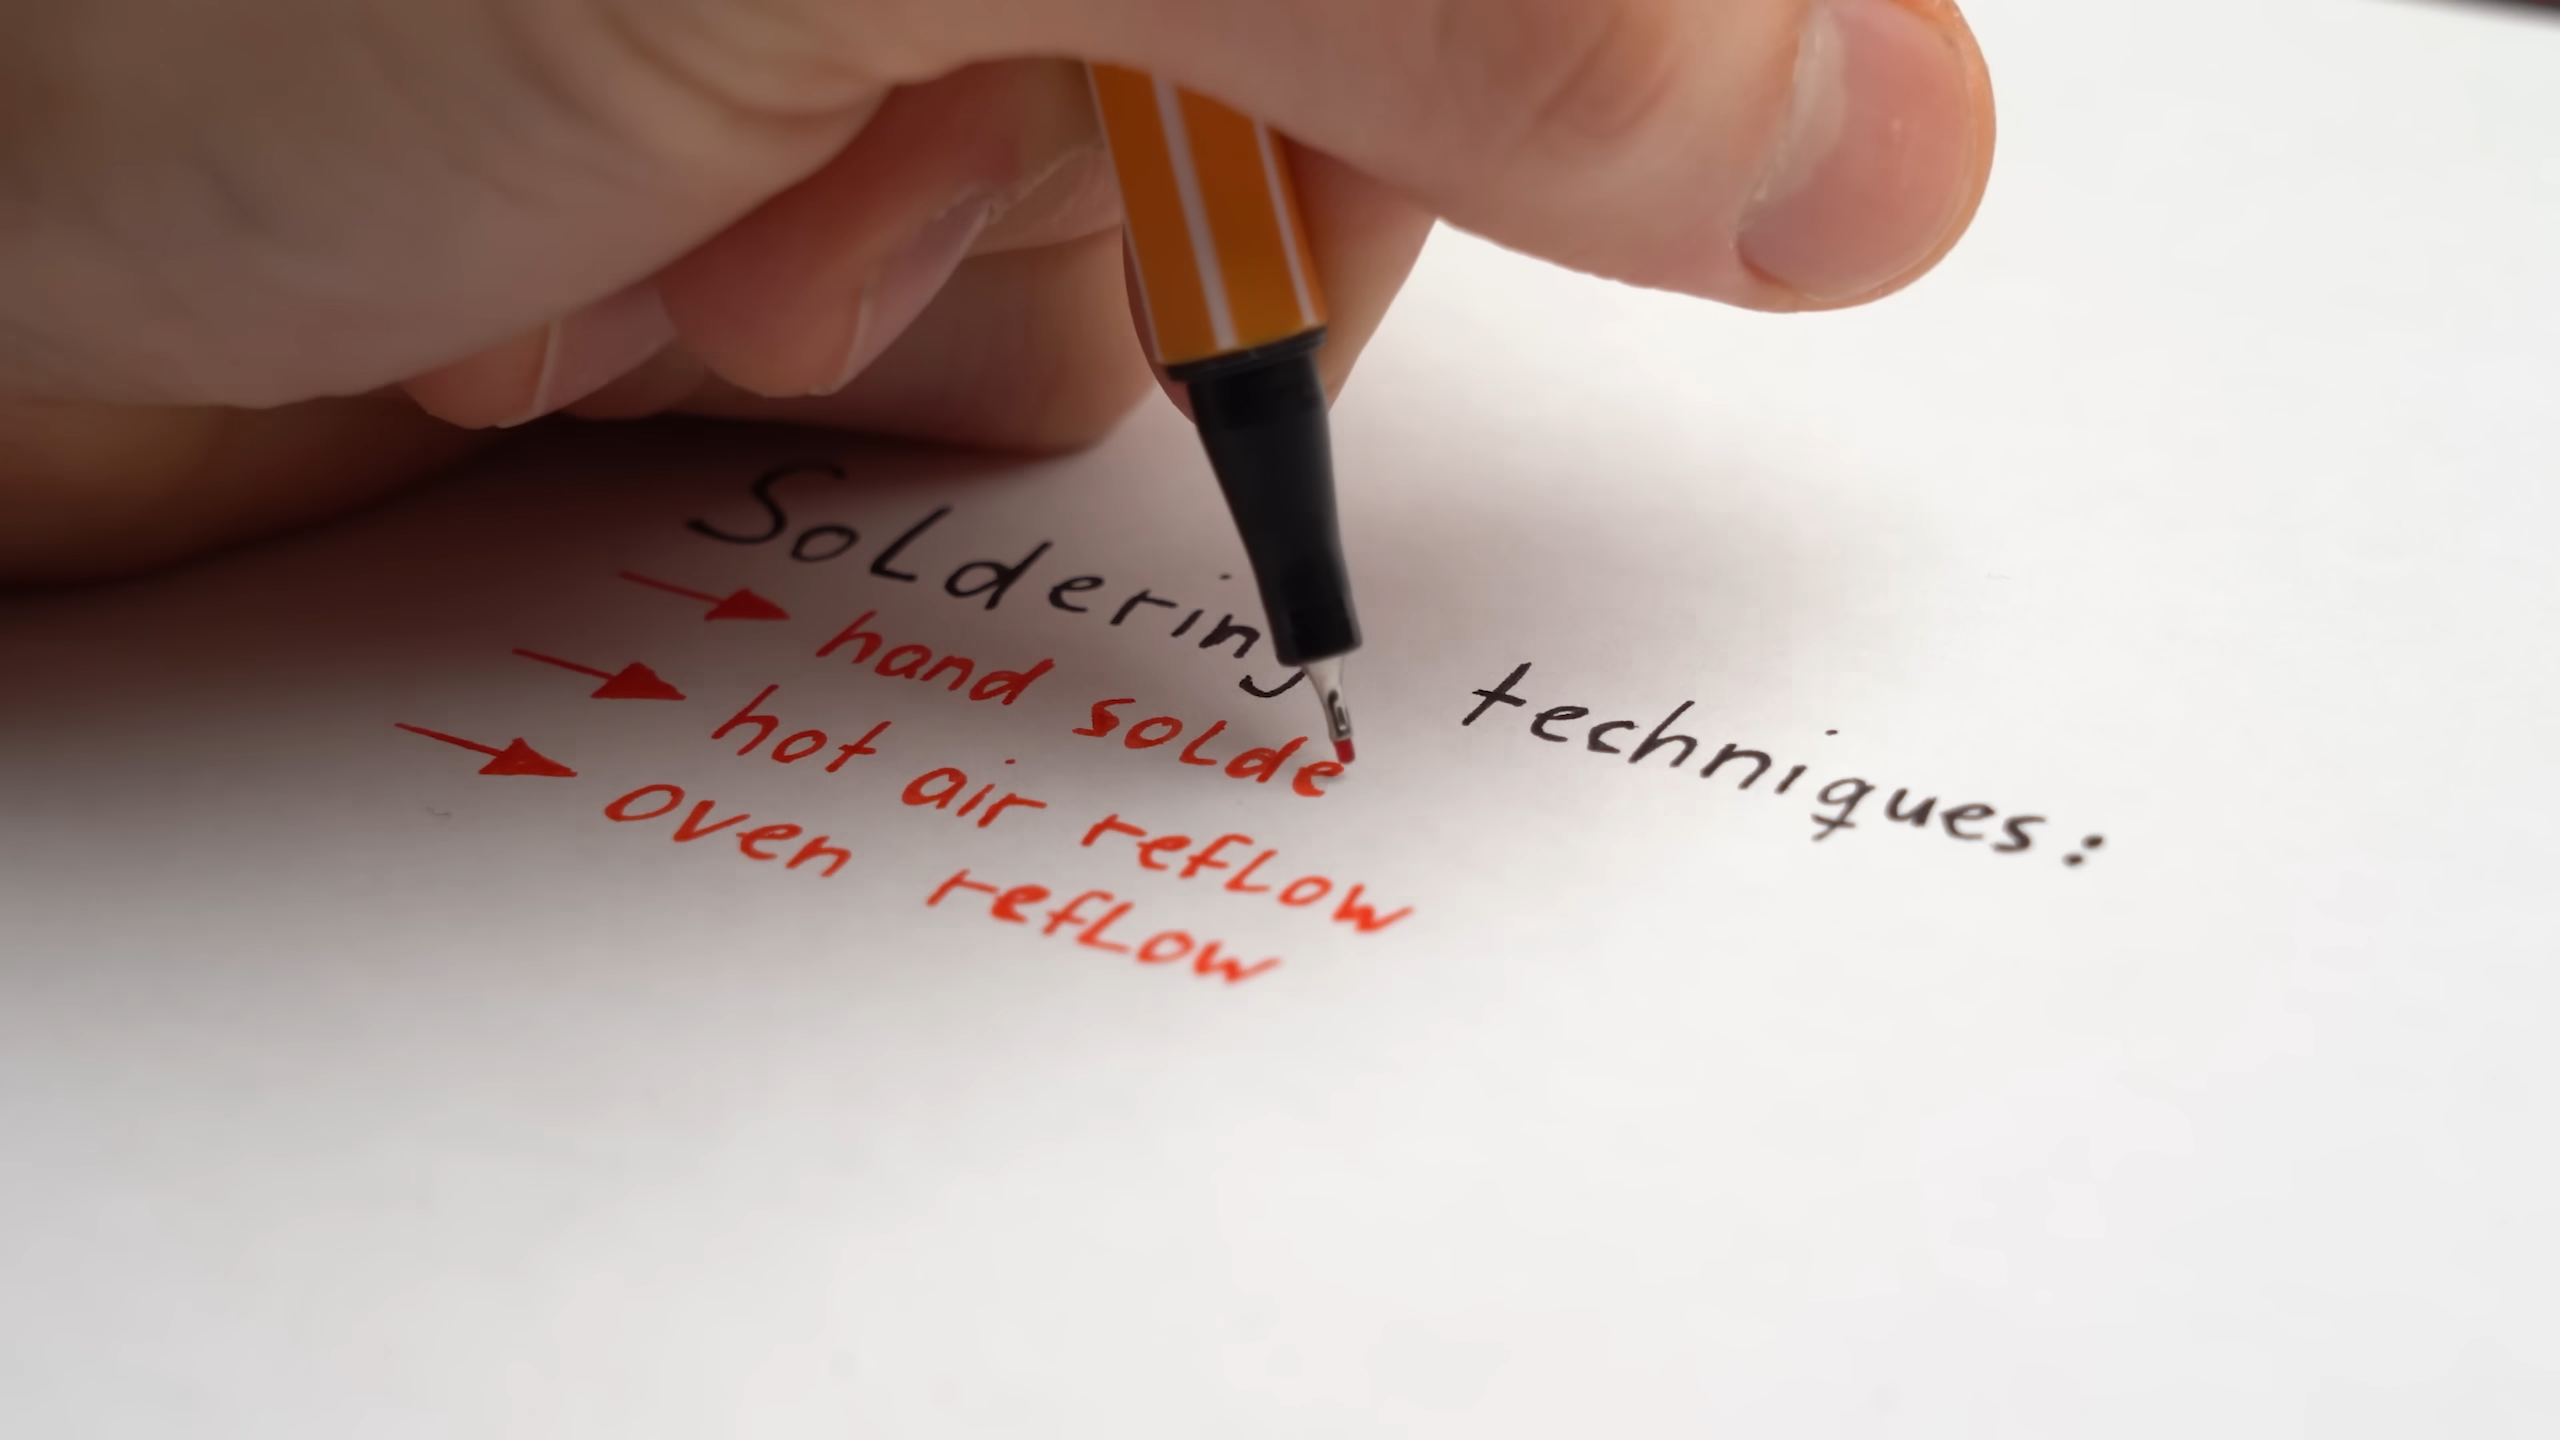 Soldering techniques:
hand solde
hot air reflow
oven reflow